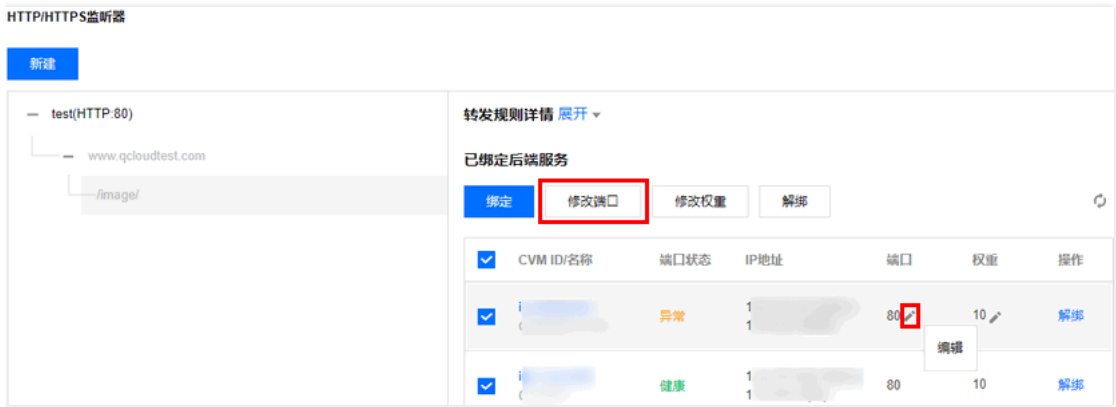 HTTP/HTTPS监听器
新建
test(HTTP:80)
www.qcloudtest.com
/image/
转发规则详情 展开
已绑定后端服务
绑定 修改端口 修改权重 解绑
CVM ID/名称 端口状态 IP地址 端口 权重 操作
异常 80 10 解绑
编辑
健康 80 10 解绑